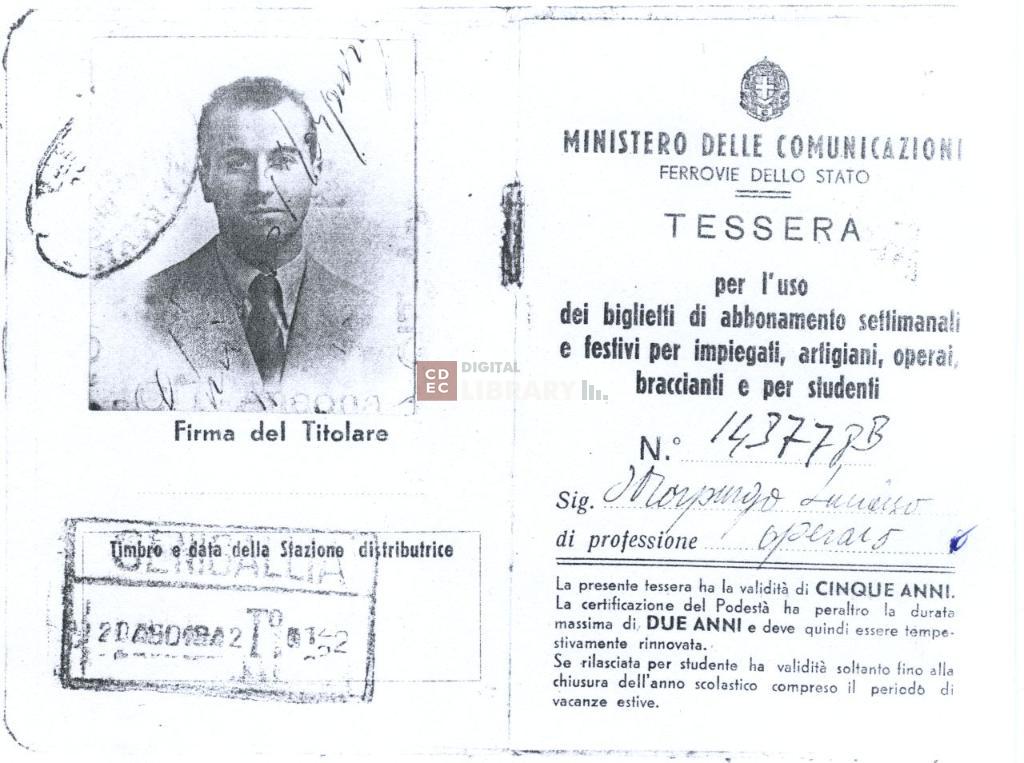 Firma del Titolare
Timbro e data della Stazione distributrice
MINISTERO DELLE COMUNICAZIONI
FERROVIE DELLO STATO
TESSERA
per l'uso
dei biglietti di abbonamento settimanali
e festivi per impiegati, artigiani, operai,
braccianti e per studenti
N.°
Sig. Morpurgo
di professione operaio
La presente tessera ha la validità di CINQUE ANNI.
La certificazione del Podestà ha peraltro la durata
massima di DUE ANNI e deve quindi essere tempe-
stivamente rinnovata.
Se rilasciata per studente ha validità soltanto fino alla
chiusura dell'anno scolastico compreso il periodo di
vacanze estive.
CDEC DIGITAL
LIBRARY